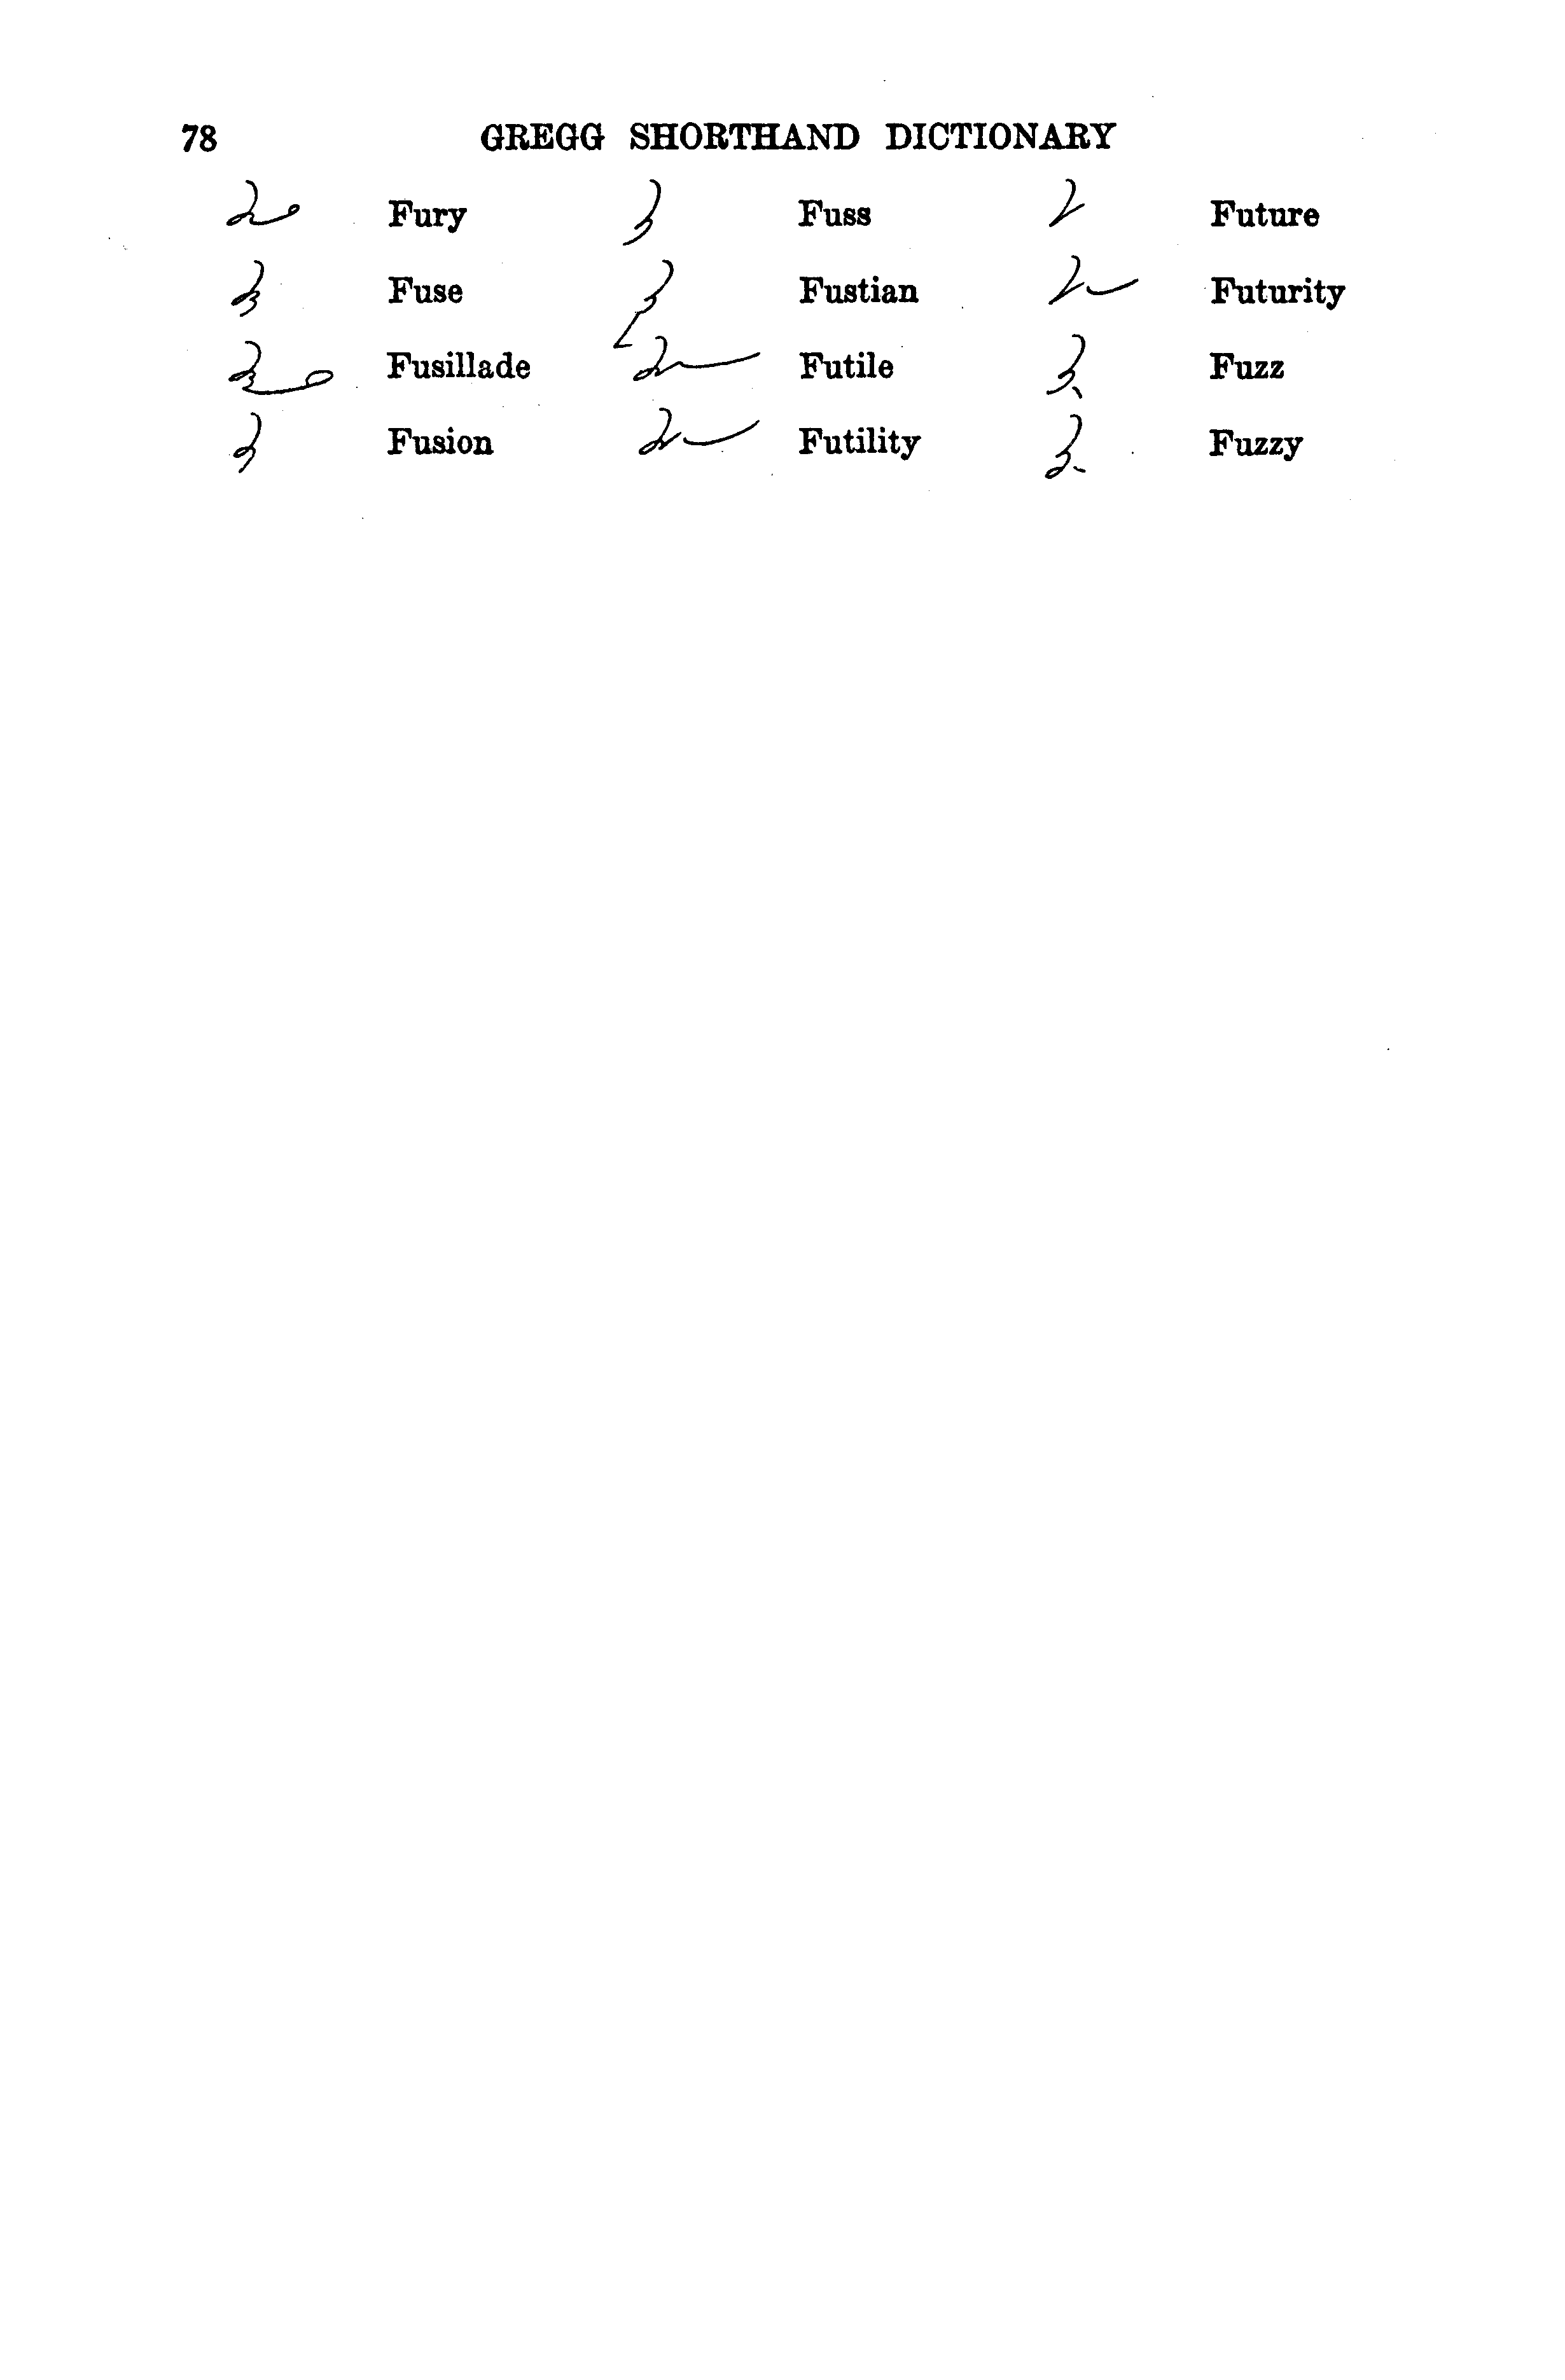 78 GREGG SHORTHAND DICTIONARY
Fury Fuss Future
Fuse Fustian Futurity
Fusillade Futile Fuzz
Fusion Futility Fuzzy